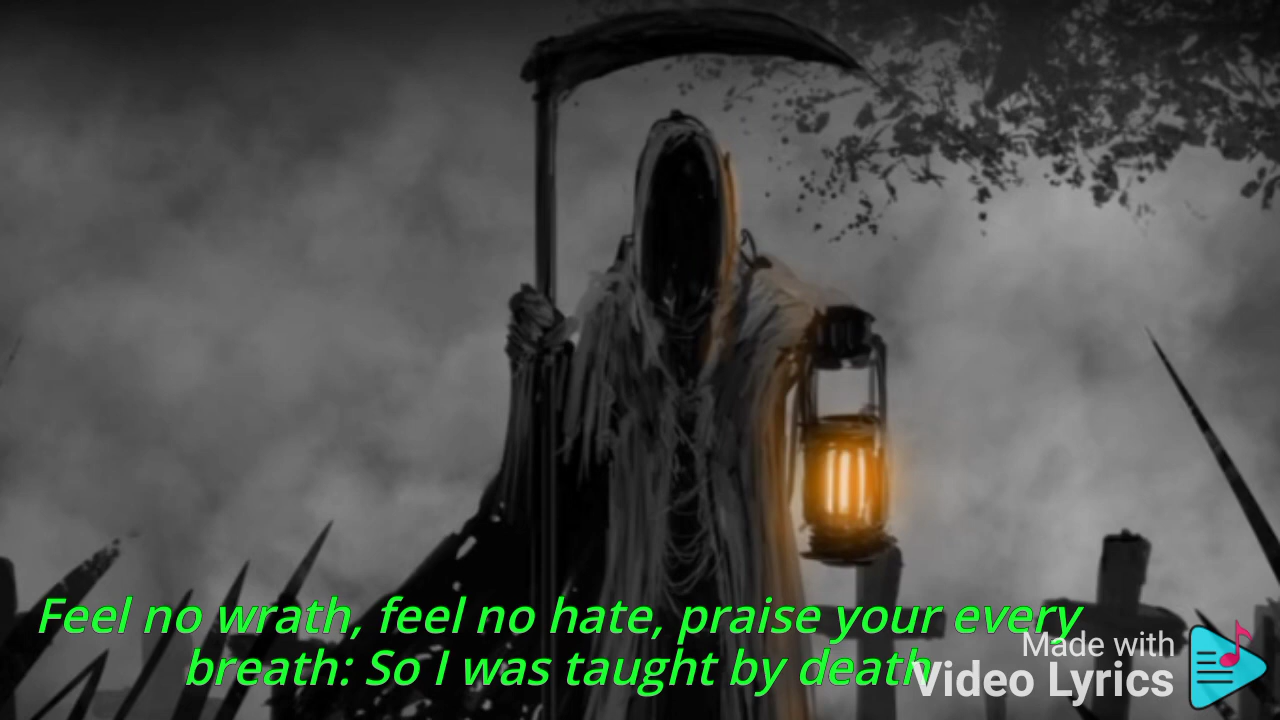 Feel no wrath, feel no hate, praise your every
breath: So I was taught by death
Made with
Video Lyrics